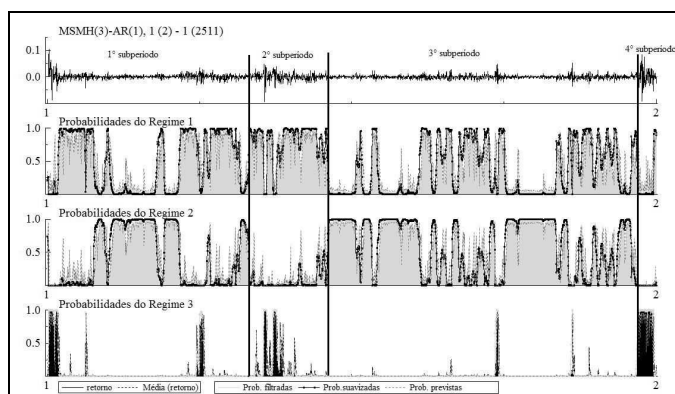 MSMH(3)-AR(1), 1 (2) - 1 (2511)
1° subperíodo
2° subperíodo
3° subperíodo
4° subperíodo
0.1
0.0
1
2
Probabilidades do Regime 1
1.0
0.5
1
2
Probabilidades do Regime 2
1.0
0.5
1
2
Probabilidades do Regime 3
1.0
0.5
1
2
retorno
Média (retorno)
Prob. filtradas
Prob.suavizadas
Prob. previstas